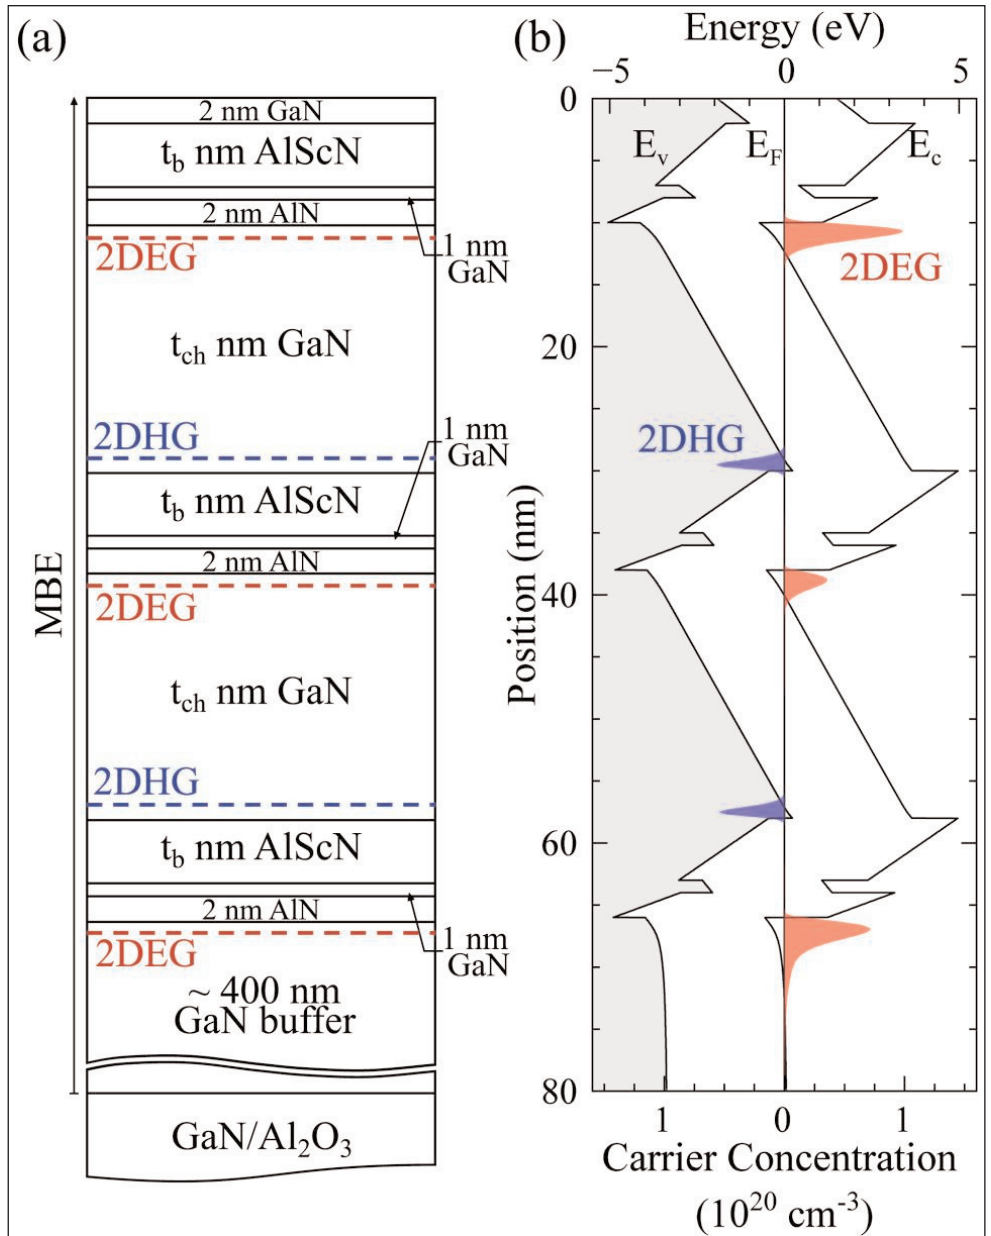 (a)
2 nm GaN
t_b nm AlScN
2 nm AlN
1 nm
GaN
2DEG
t_ch nm GaN
1 nm
GaN
2DHG
t_b nm AlScN
2 nm AlN
2DEG
t_ch nm GaN
2DHG
t_b nm AlScN
2 nm AlN
1 nm
GaN
2DEG
~ 400 nm
GaN buffer
GaN/Al₂O₃
MBE
(b)
Energy (eV)
−5 0 5
0
E_v E_F E_c
2DEG
20
2DHG
40
60
80
Position (nm)
1 0 1
Carrier Concentration
(10²⁰ cm⁻³)